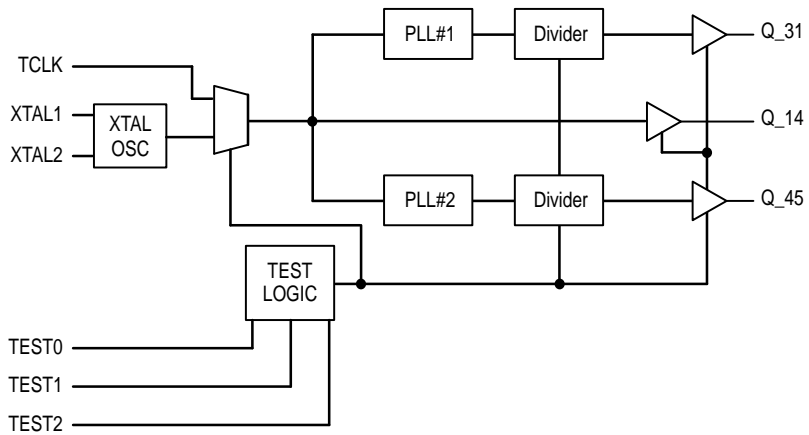 PLL#1
Divider
Q_31
TCLK
XTAL1
XTAL
OSC
Q_14
XTAL2
PLL#2
Divider
Q_45
TEST
LOGIC
TEST0
TEST1
TEST2